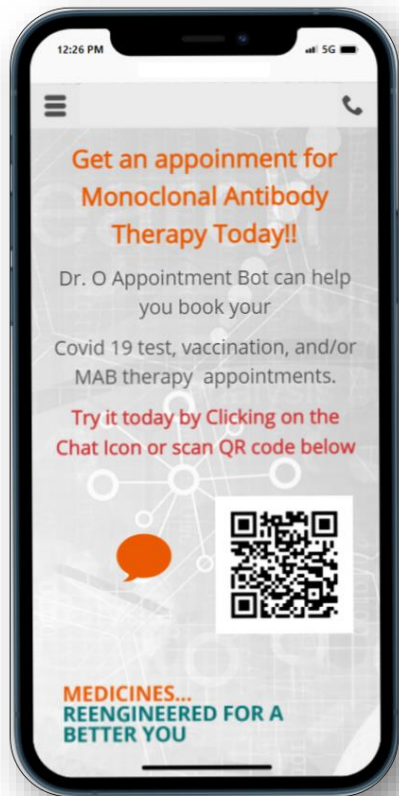 12:26 PM
5G
Get an appoinment for
Monoclonal Antibody
Therapy Today!!
Dr. O Appointment Bot can help
you book your
Covid 19 test, vaccination, and/or
MAB therapy appointments.
Try it today by Clicking on the
Chat Icon or scan QR code below
MEDICINES...
REENGINEERED FOR A
BETTER YOU